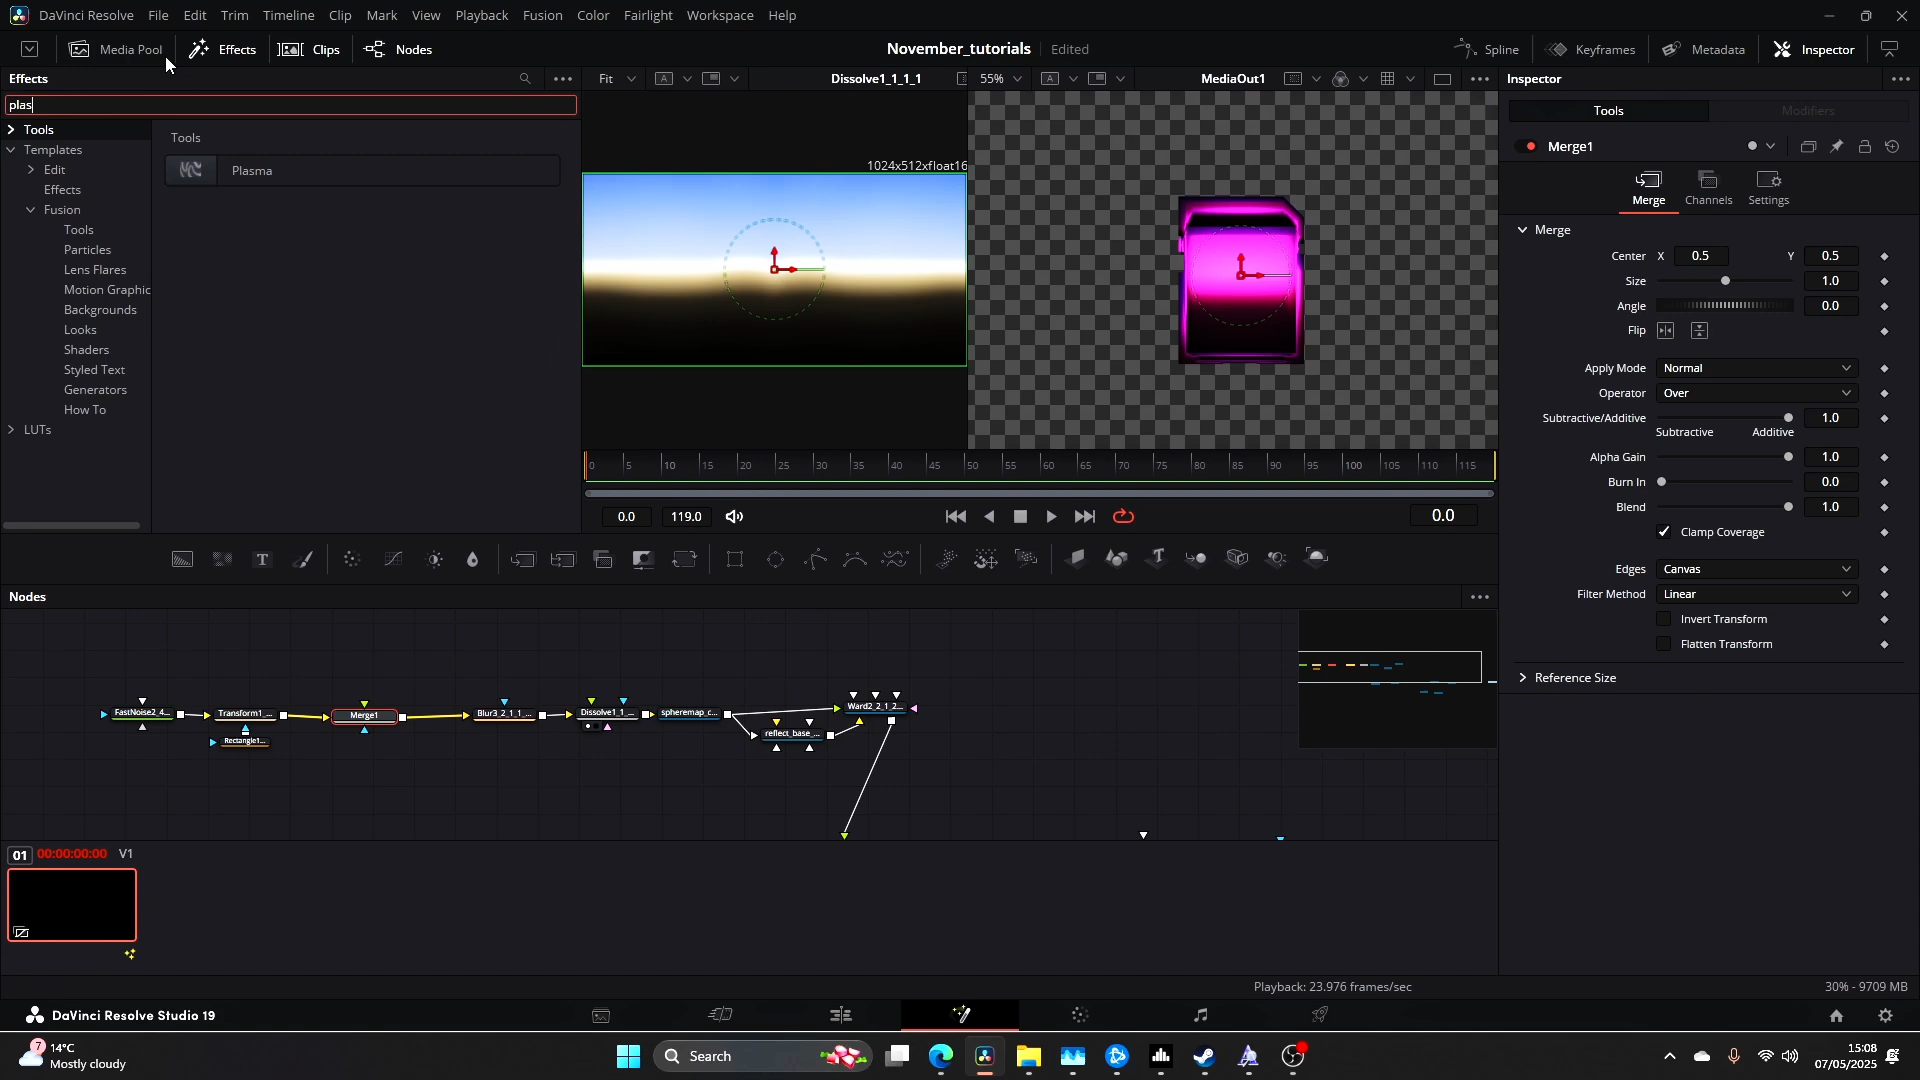 DaVinci Resolve File Edit Trim Timeline Clip Mark View Playback Fusion Color Fairlight Workspace Help
Media Pool Effects Clips Nodes November_tutorials Edited Spline Keyframes Metadata Inspector
Effects Fit A Dissolve1_1_1_1 55% A MediaOut1 Inspector
plas
Tools Modifiers
Tools
Templates
Edit
Effects
Fusion
Tools
Particles
Lens Flares
Motion Graphic
Backgrounds
Looks
Shaders
Styled Text
Generators
How To
LUTs
Tools
Plasma
1024x512xfloat16
0 5 10 15 20 25 30 35 40 45 50 55 60 65 70 75 80 85 90 95 100 105 110 115
0.0 119.0 0.0
T T
Merge1
Merge Channels Settings
Merge
Center X 0.5 Y 0.5
Size 1.0
Angle 0.0
Flip
Apply Mode Normal
Operator Over
Subtractive/Additive 1.0
Subtractive Additive
Alpha Gain 1.0
Burn In 0.0
Blend 1.0
Clamp Coverage
Edges Canvas
Filter Method Linear
Invert Transform
Flatten Transform
Reference Size
Nodes
FastNoise2_4... Transform1_... Merge1 Blur3_2_1_1_... Dissolve1_1_... spheremap_c... Ward2_2_1_2...
Rectangle1... reflect_base_...
01 00:00:00:00 V1
Playback: 23.976 frames/sec 30% - 9709 MB
DaVinci Resolve Studio 19
7 14°C
Mostly cloudy
Search
15:08
07/05/2025